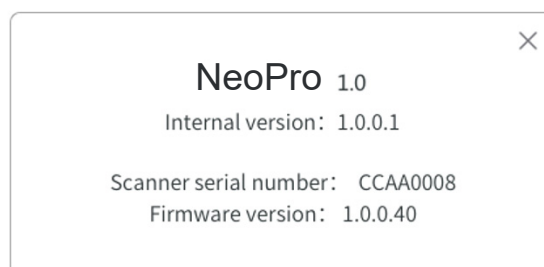 NeoPro 1.0
Internal version： 1.0.0.1
Scanner serial number： CCAA0008
Firmware version： 1.0.0.40